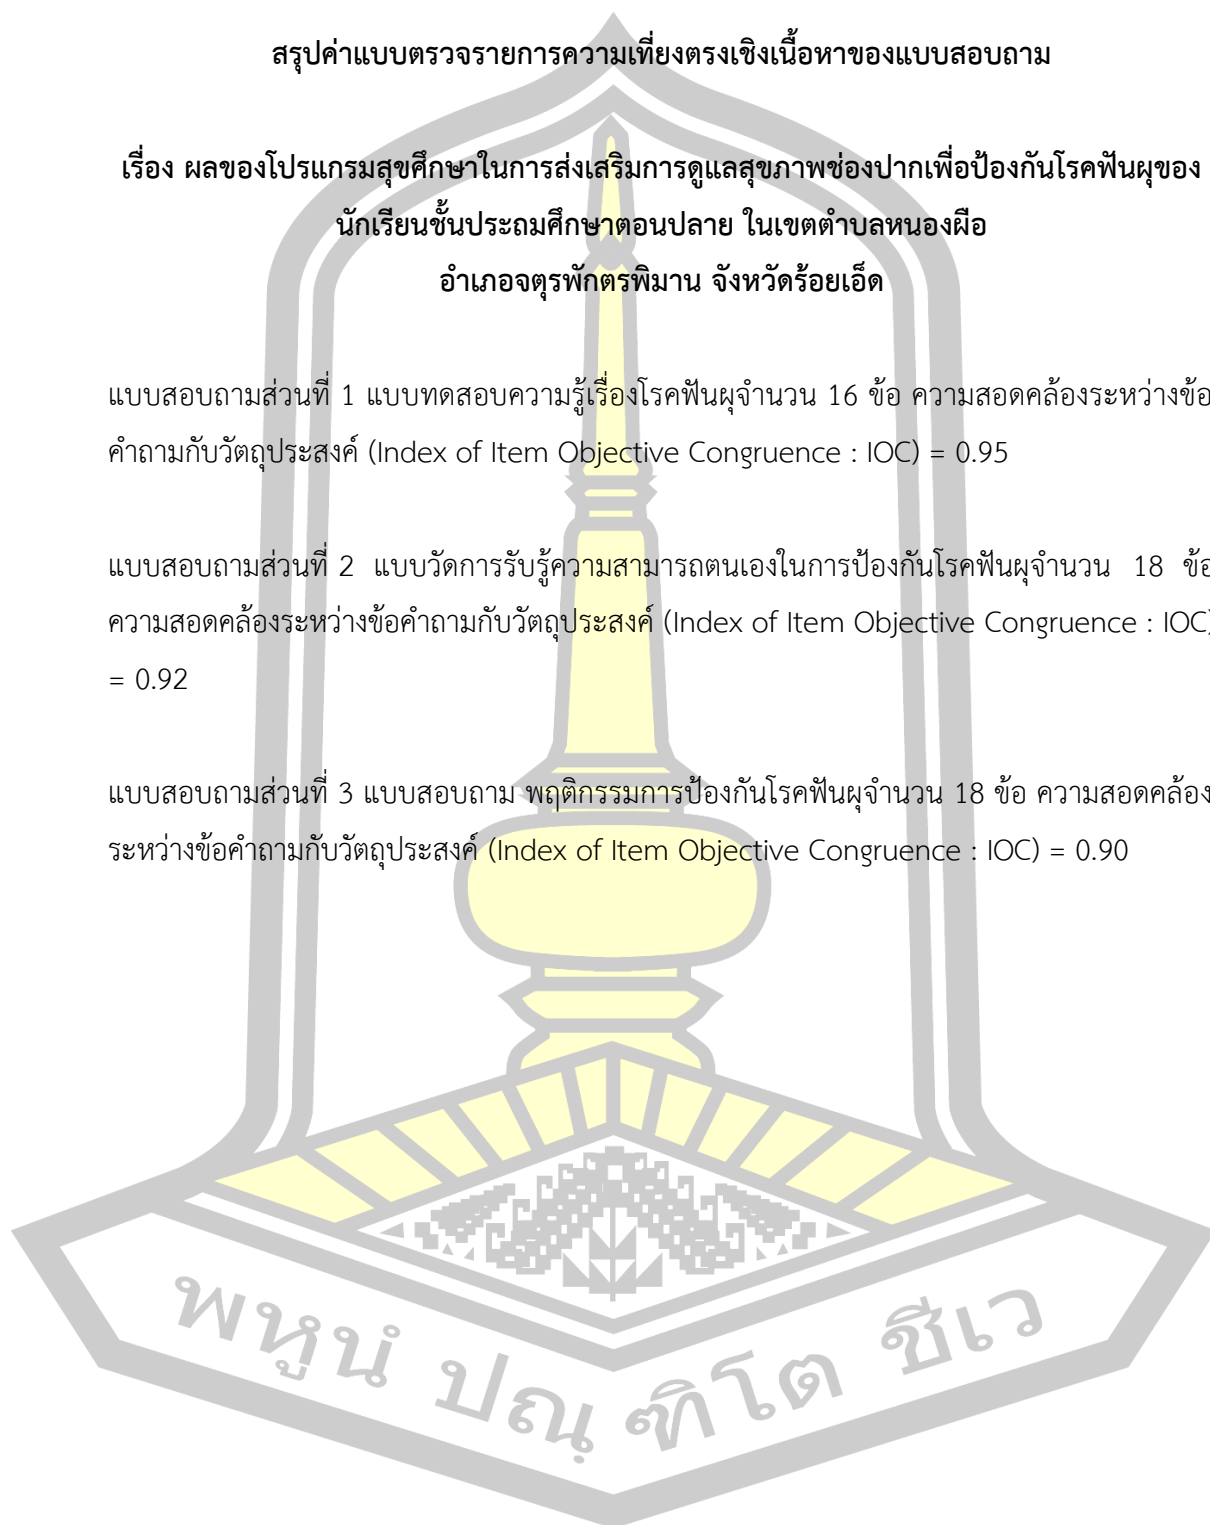 สรุปค่าแบบตรวจรายการความเที่ยงตรงเชิงเนื้อหาของแบบสอบถาม
เรื่อง ผลของโปรแกรมสุขศึกษาในการส่งเสริมการดูแลสุขภาพช่องปากเพื่อป้องกันโรคฟันผุของ
นักเรียนชั้นประถมศึกษาตอนปลาย ในเขตตำบลหนองผือ
อำเภอจตุรพักตรพิมาน จังหวัดร้อยเอ็ด
แบบสอบถามส่วนที่ 1 แบบทดสอบความรู้เรื่องโรคฟันผุจำนวน 16 ข้อ ความสอดคล้องระหว่างข้อ
คำถามกับวัตถุประสงค์ (Index of Item Objective Congruence : IOC) = 0.95
แบบสอบถามส่วนที่ 2 แบบวัดการรับรู้ความสามารถตนเองในการป้องกันโรคฟันผุจำนวน 18 ข้อ
ความสอดคล้องระหว่างข้อคำถามกับวัตถุประสงค์ (Index of Item Objective Congruence : IOC)
= 0.92
แบบสอบถามส่วนที่ 3 แบบสอบถาม พฤติกรรมการป้องกันโรคฟันผุจำนวน 18 ข้อ ความสอดคล้อง
ระหว่างข้อคำถามกับวัตถุประสงค์ (Index of Item Objective Congruence : IOC) = 0.90
พหูนํ ปณฺ ฑิโต ชีเว